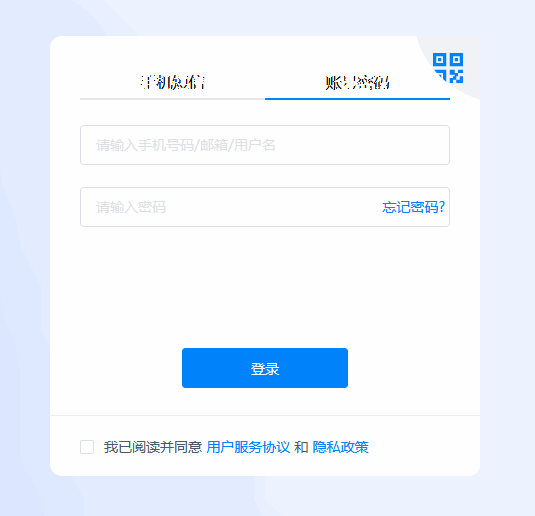 手机短信 账号密码
请输入手机号码/邮箱/用户名
请输入密码 忘记密码?
登录
我已阅读并同意 用户服务协议 和 隐私政策